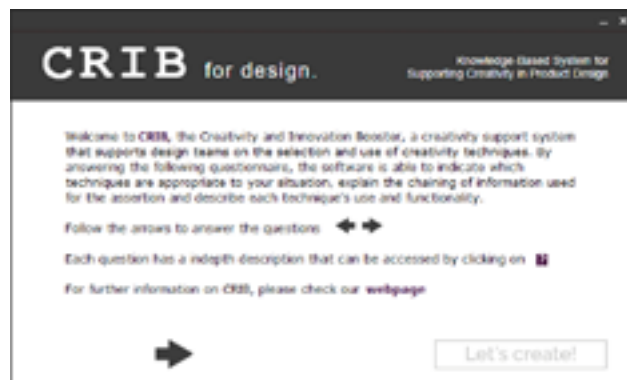 CRIB for design.
Knowledge-Based System for
Supporting Creativity in Product Design
Welcome to CRIB, the Creativity and Innovation Booster, a creativity support system
that supports design teams on the selection and use of creativity techniques. By
answering the following questionnaire, the software is able to indicate which
techniques are appropriate to your situation, explain the chaining of information used
for the assertion and describe each technique's use and functionality.
Follow the arrows to answer the questions
Each question has a indepth description that can be accessed by clicking on ?
For further information on CRIB, please check our webpage
Let's create!